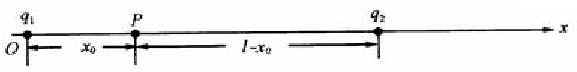 q₁ P q₂
O x₀ l-x₀ x